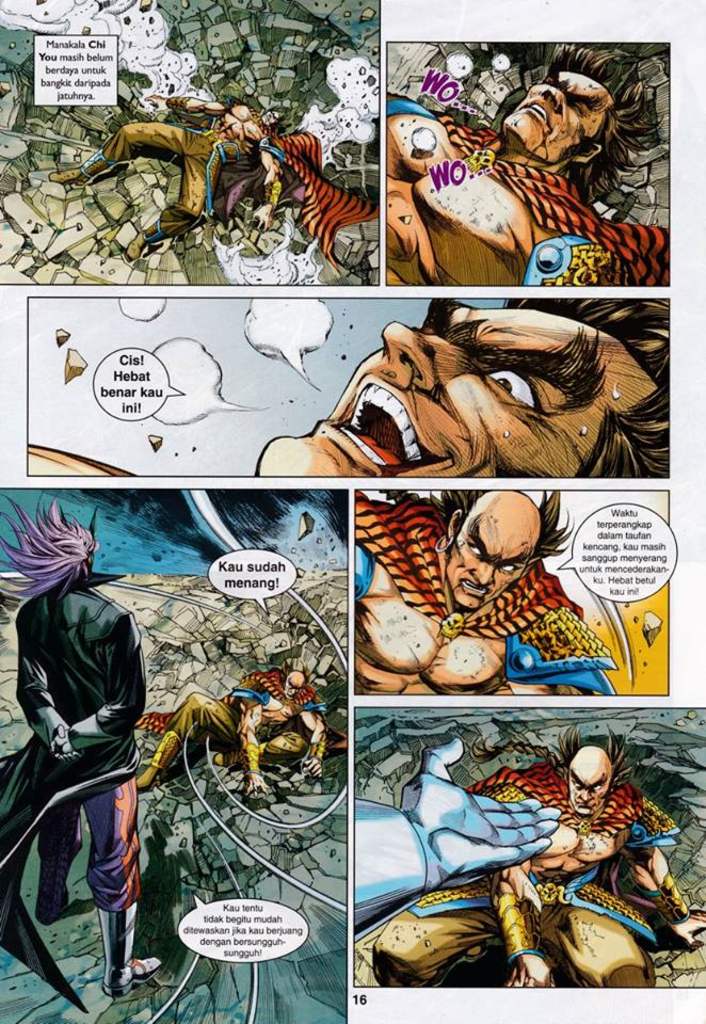 Manakala Chi
You masih belum
berdaya untuk
bangkit daripada
jatuhnya.
WO...
WO...
Cis!
Hebat
benar kau
ini!
Kau sudah
menang!
Waktu
terperangkap
dalam taufan
kencang, kau masih
sanggup menyerang
untuk mencederakan-
ku. Hebat betul
kau ini!
Kau tentu
tidak begitu mudah
ditewaskan jika kau berjuang
dengan bersungguh-
sungguh!
16